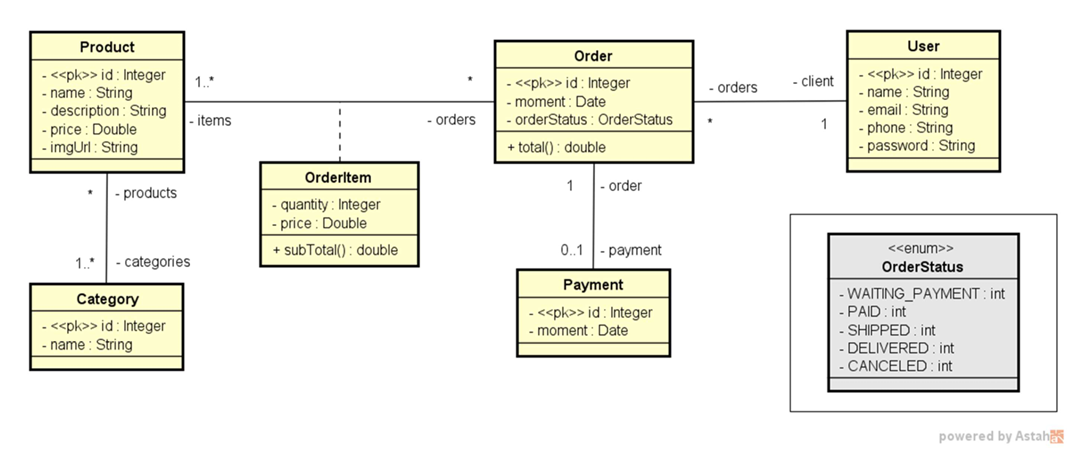 Product
- <<pk>> id : Integer
- name : String
- description : String
- price : Double
- imgUrl : String
1..*
- items
*
- orders
Order
- <<pk>> id : Integer
- moment : Date
- orderStatus : OrderStatus
+ total() : double
- orders
*
- client
1
User
- <<pk>> id : Integer
- name : String
- email : String
- phone : String
- password : String
OrderItem
- quantity : Integer
- price : Double
+ subTotal() : double
* - products
1..* - categories
Category
- <<pk>> id : Integer
- name : String
1 - order
0..1 - payment
Payment
- <<pk>> id : Integer
- moment : Date
<<enum>>
OrderStatus
- WAITING_PAYMENT : int
- PAID : int
- SHIPPED : int
- DELIVERED : int
- CANCELED : int
powered by Astah